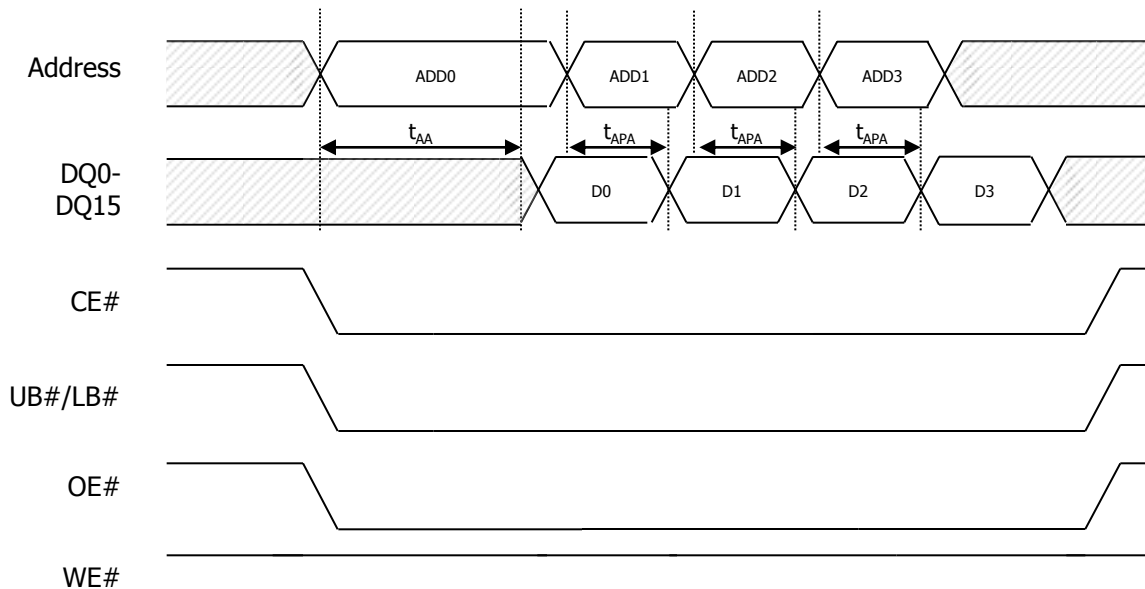 Address
ADD0 ADD1 ADD2 ADD3
tAA tAPA tAPA tAPA
DQ0-
DQ15
D0 D1 D2 D3
CE#
UB#/LB#
OE#
WE#